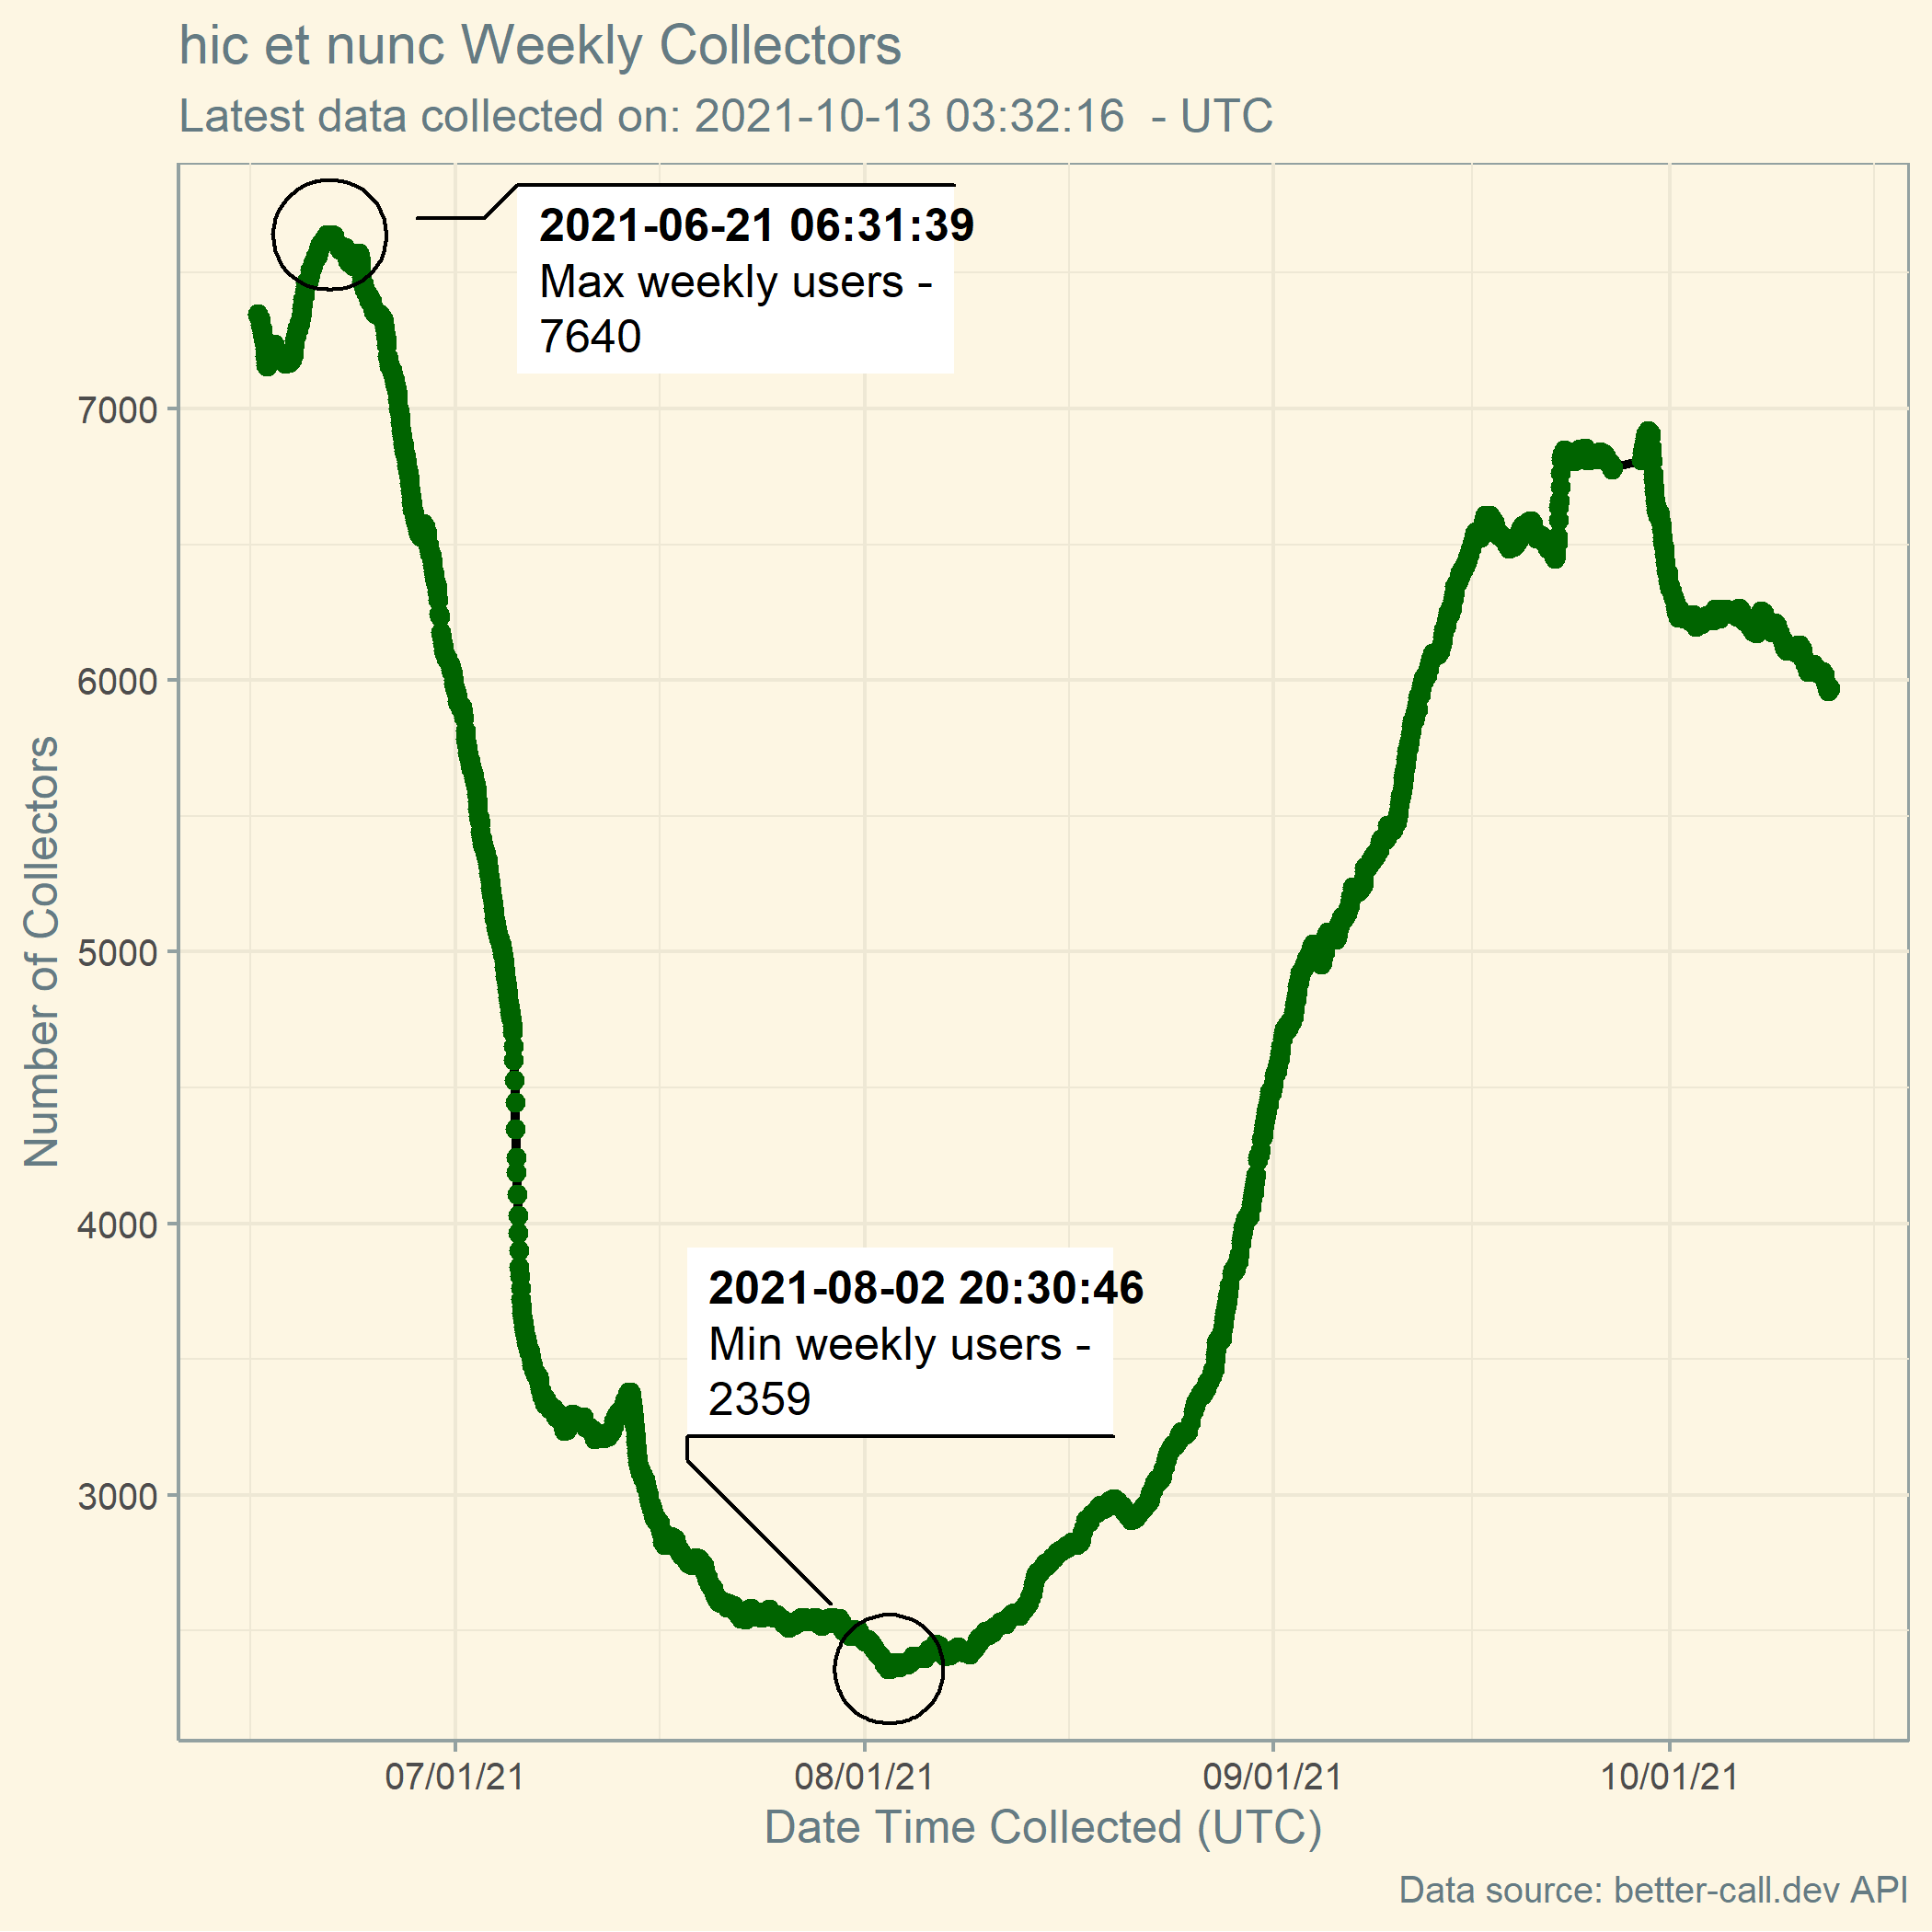 hic et nunc Weekly Collectors
Latest data collected on: 2021-10-13 03:32:16  - UTC
2021-06-21 06:31:39
Max weekly users -
7640
7000
6000
5000
4000
3000
Number of Collectors
2021-08-02 20:30:46
Min weekly users -
2359
07/01/21
08/01/21
09/01/21
10/01/21
Date Time Collected (UTC)
Data source: better-call.dev API